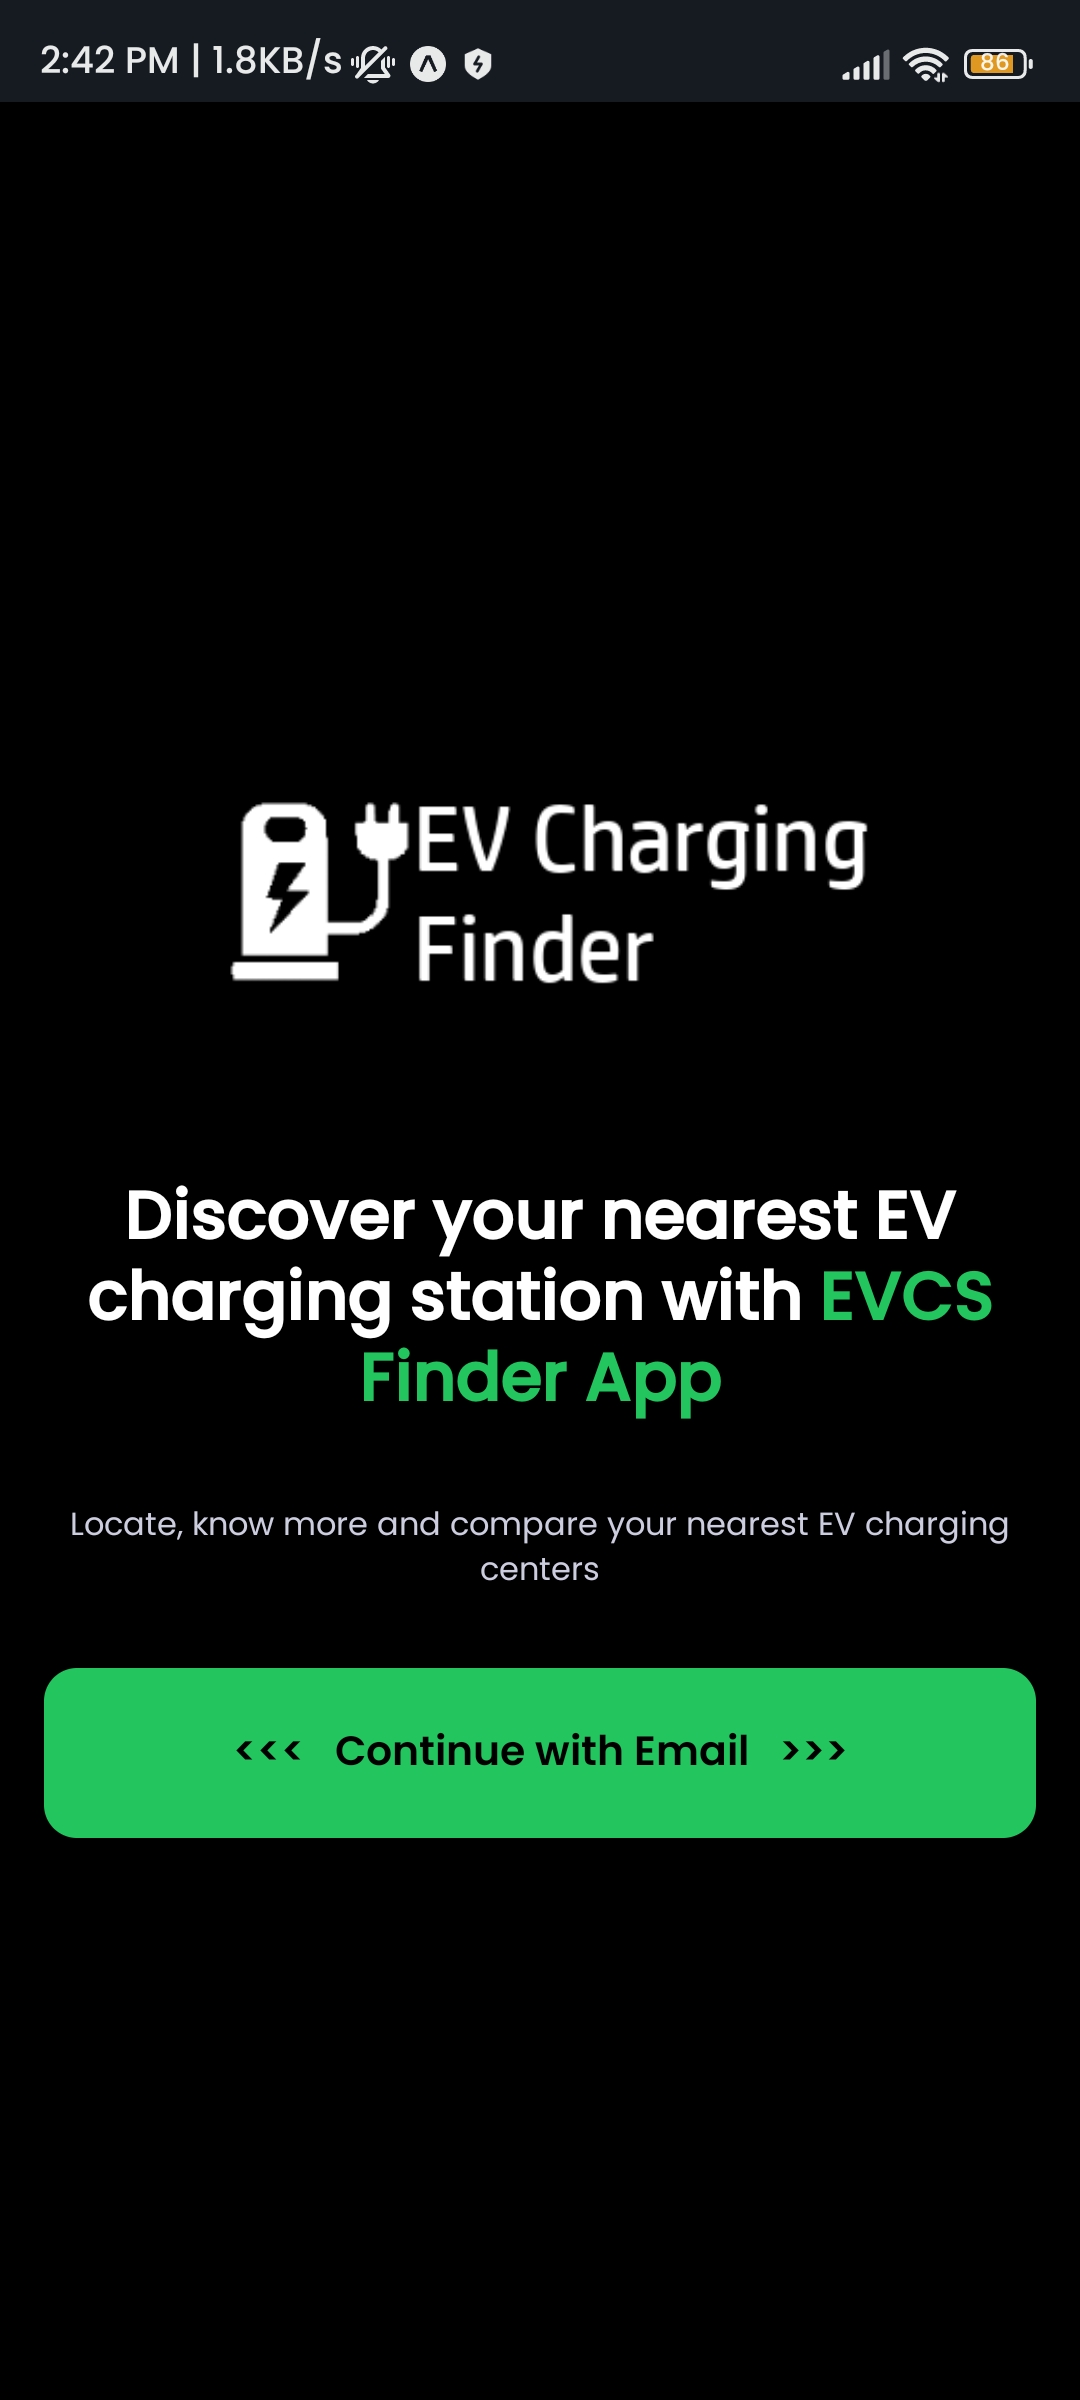 2:42 PM | 1.8KB/s 86
EV Charging
Finder
Discover your nearest EV
charging station with EVCS
Finder App
Locate, know more and compare your nearest EV charging
centers
<<< Continue with Email >>>